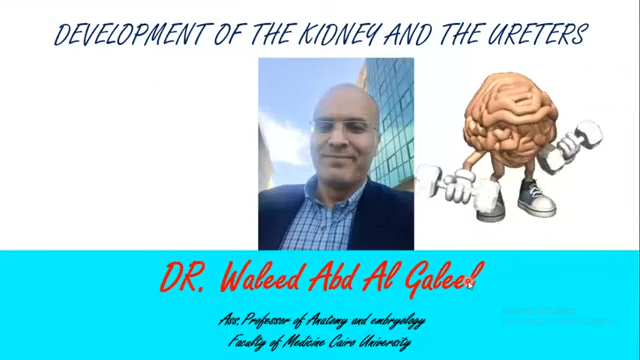 DEVELOPMENT OF THE KIDNEY AND THE URETERS
DR. Waleed Abd Al Galeel
Ass. Professor of Anatomy and embryology
Faculty of Medicine Cairo University